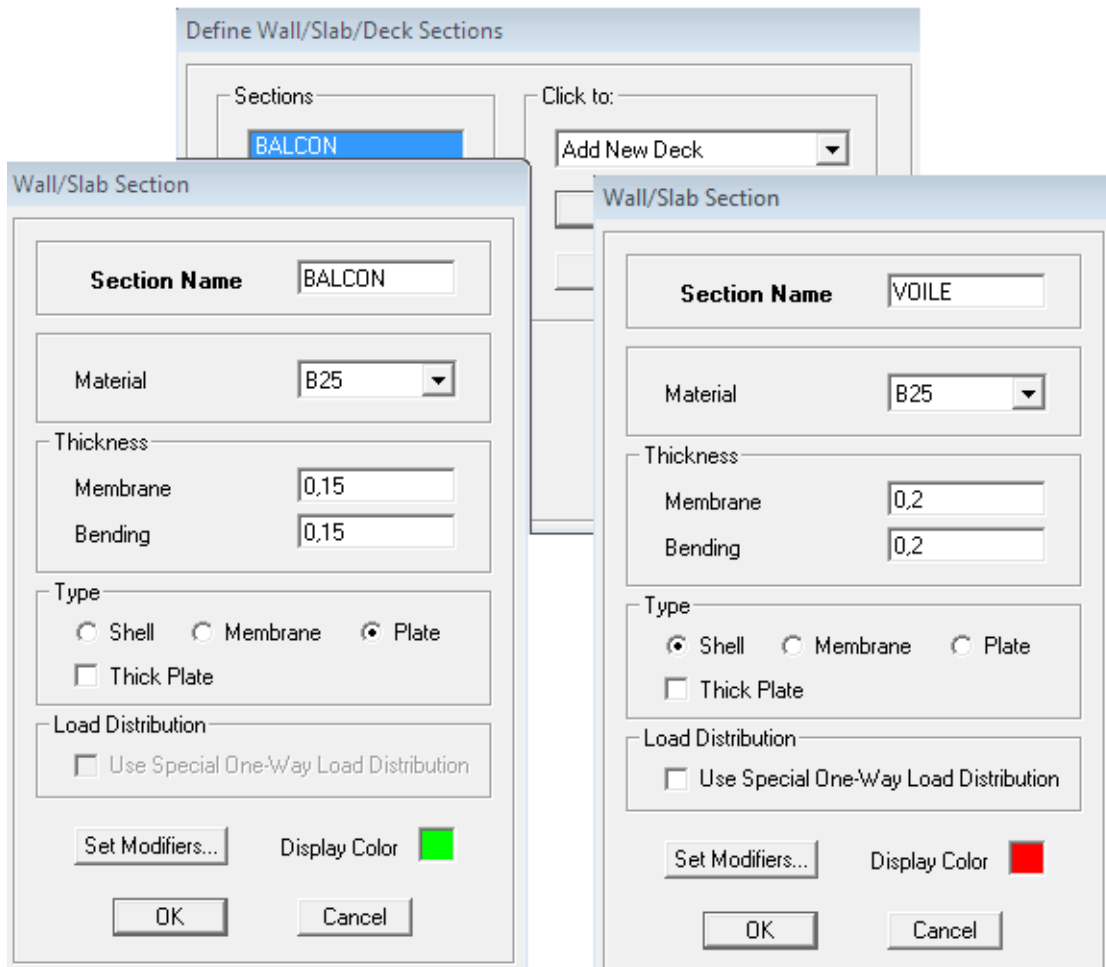 Define Wall/Slab/Deck Sections
Sections
BALCON
Click to:
Add New Deck
Wall/Slab Section
Section Name BALCON
Material B25
Thickness
Membrane 0,15
Bending 0,15
Type
Shell Membrane Plate
Thick Plate
Load Distribution
Use Special One-Way Load Distribution
Set Modifiers... Display Color
OK Cancel
Wall/Slab Section
Section Name VOILE
Material B25
Thickness
Membrane 0,2
Bending 0,2
Type
Shell Membrane Plate
Thick Plate
Load Distribution
Use Special One-Way Load Distribution
Set Modifiers... Display Color
OK Cancel